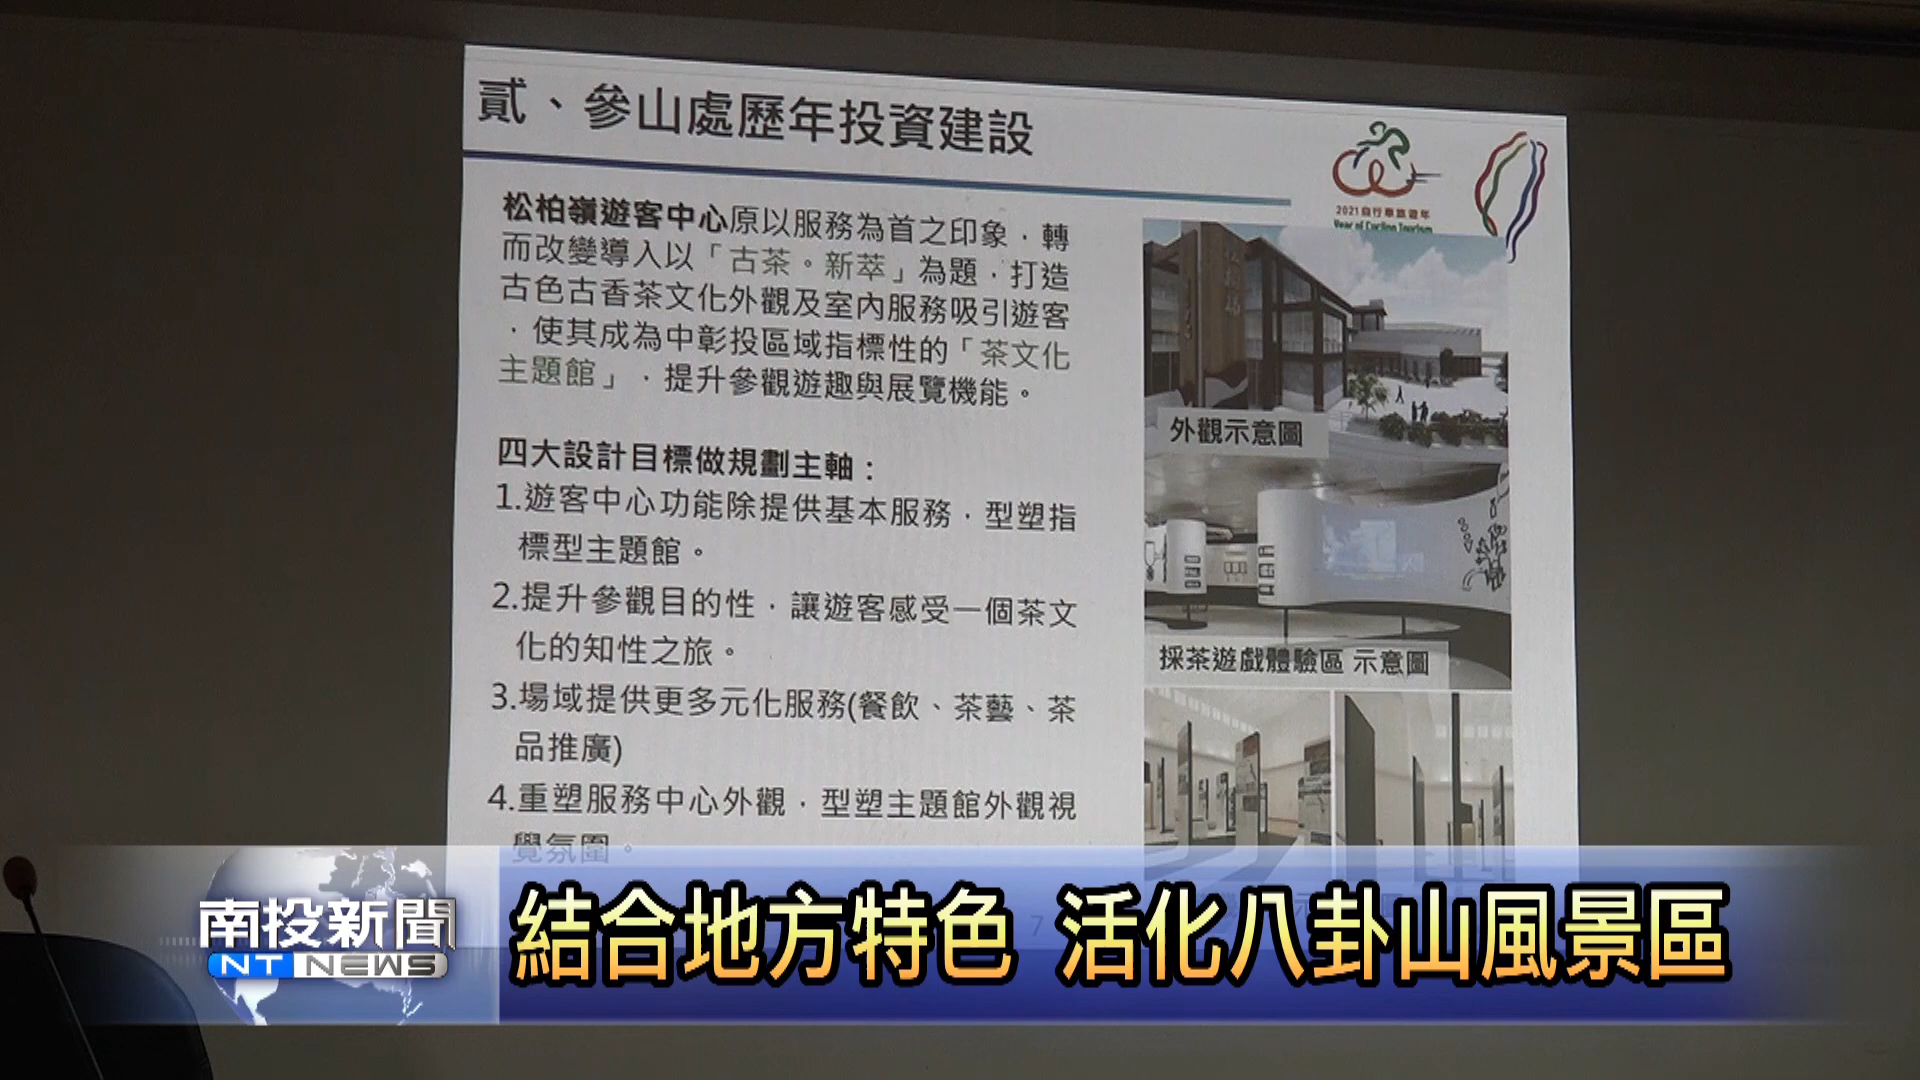 貳、參山處歷年投資建設
2021自行車旅遊年
Year of Cycling Tourism
松柏嶺遊客中心原以服務為首之印象，轉
而改變導入以「古茶。新萃」為題，打造
古色古香茶文化外觀及室內服務吸引遊客
，使其成為中彰投區域指標性的「茶文化
主題館」，提升參觀遊趣與展覽機能。
外觀示意圖
四大設計目標做規劃主軸：
1.遊客中心功能除提供基本服務，型塑指
標型主題館。
2.提升參觀目的性，讓遊客感受一個茶文
化的知性之旅。
採茶遊戲體驗區 示意圖
3.場域提供更多元化服務(餐飲、茶藝、茶
品推廣)
4.重塑服務中心外觀，型塑主題館外觀視
覺氛圍。
7
南投新聞
NT NEWS
結合地方特色 活化八卦山風景區